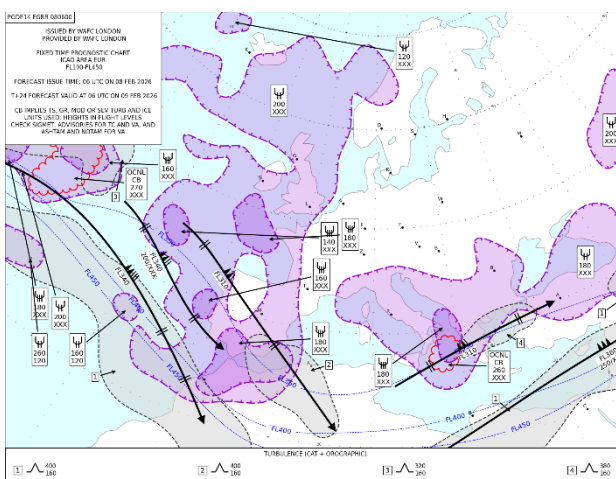 PGDE14 EGRR 080600
ISSUED BY WAFC LONDON
PROVIDED BY WAFC LONDON
FIXED TIME PROGNOSTIC CHART
ICAO AREA EUR
FL100-FL450
FORECAST ISSUE TIME: 06 UTC ON 08 FEB 2026
T+24 FORECAST VALID AT 06 UTC ON 09 FEB 2026
CB IMPLIES TS, GR, MOD OR SEV TURB AND ICE
UNITS USED: HEIGHTS IN FLIGHT LEVELS
CHECK SIGMET, ADVISORIES FOR TC AND VA, AND
ASHTAM AND NOTAM FOR VA
120
XXX
200
XXX
200
XXX
160
XXX
OCNL
CB
270
XXX
3
140
XXX
180
XXX
160
XXX
180
XXX
180
XXX
200
XXX
260
120
160
120
180
XXX
180
XXX
OCNL
CB
260
XXX
FL340
FL340
200/XXX
FL310
FL310
FL380
FL450
FL400
FL450
FL400
FL400
FL450
1
2
4
1
1
TURBULENCE (CAT + OROGRAPHIC)
1
400
160
2
400
160
3
320
160
4
380
160